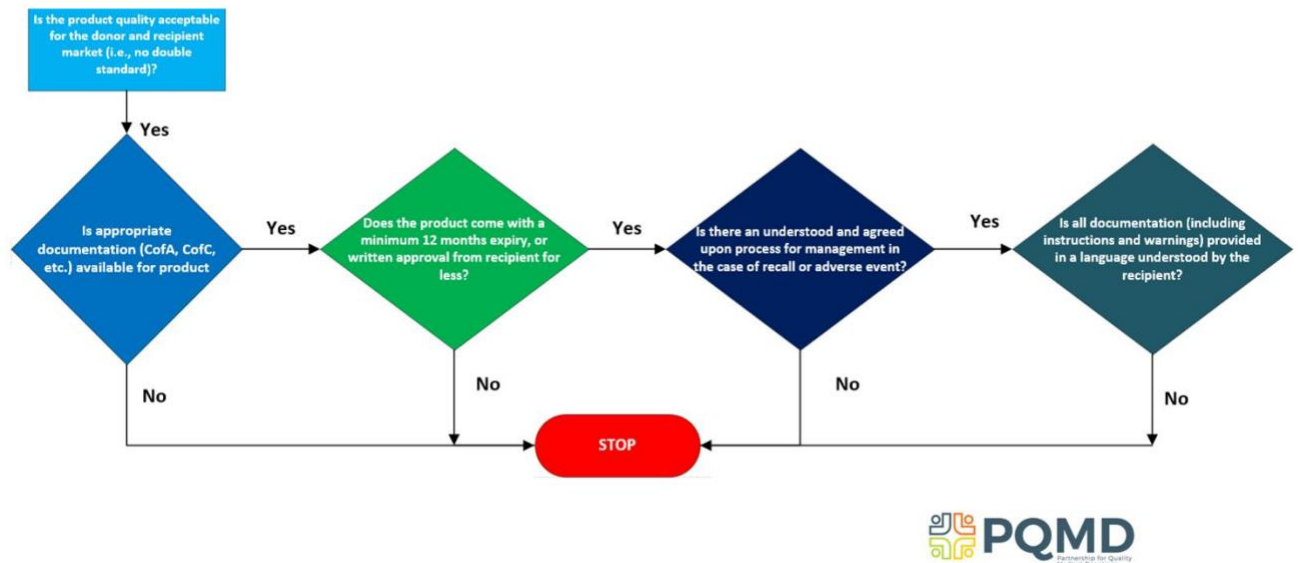 Is the product quality acceptable
for the donor and recipient
market (i.e., no double
standard)?
Yes
Is appropriate
documentation (CofA, CofC,
etc.) available for product
Yes
Does the product come with a
minimum 12 months expiry, or
written approval from recipient for
less?
Yes
Is there an understood and agreed
upon process for management in
the case of recall or adverse event?
Yes
Is all documentation (including
instructions and warnings) provided
in a language understood by the
recipient?
No
No
No
No
STOP
PQMD
Partnership for Quality